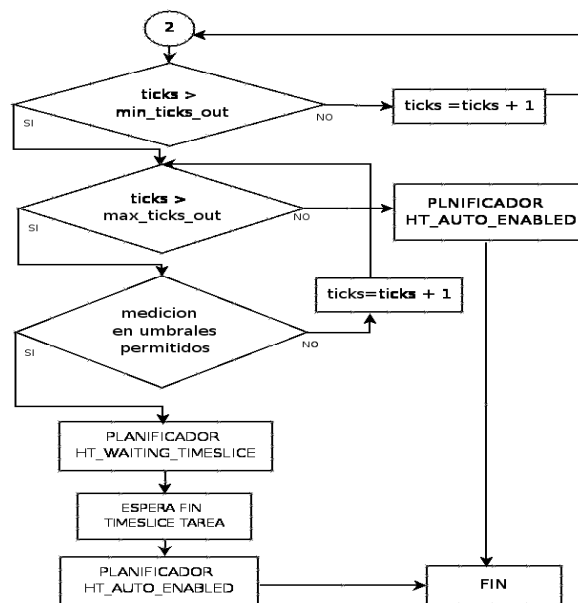 2
ticks >
min_ticks_out
SI
NO
ticks =ticks + 1
ticks >
max_ticks_out
SI
NO
PLNIFICADOR
HT_AUTO_ENABLED
medicion
en umbrales
permitidos
SI
NO
ticks=ticks + 1
PLANIFICADOR
HT_WAITING_TIMESLICE
ESPERA FIN
TIMESLICE TAREA
PLANIFICADOR
HT_AUTO_ENABLED
FIN